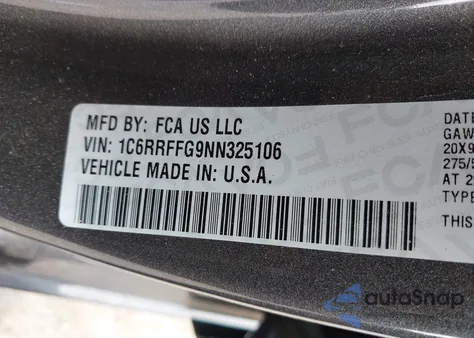 MFD BY: FCA US LLC
VIN: 1C6RRFFG9NN325106
VEHICLE MADE IN: U.S.A.
DATE
GAW
20X9
275/5
AT 2
TYPE
THIS
autoSnap